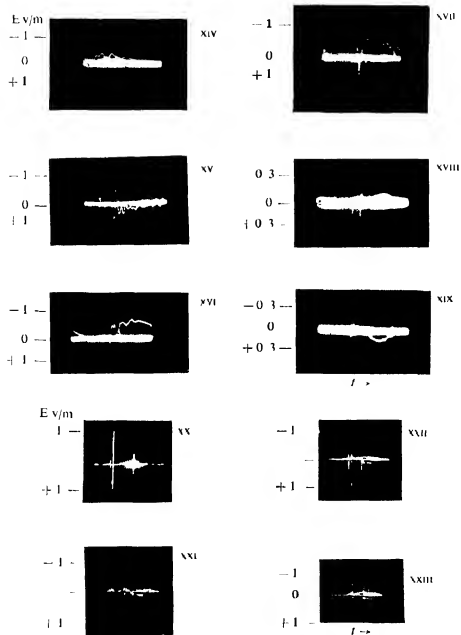 E v/m
− 1 —
0
+ 1
xiv
− 1 —
0
+ 1
xvii
− 1 —
0 —
+ 1
xv
0 3 —
0 —
+ 0 3 —
xviii
− 1 —
0 —
+ 1 —
xvi
− 0 3 —
0
+ 0 3 —
xix
t →
E v/m
1 —
+ 1 —
xx
− 1 —
+ 1 —
xxii
− 1 -
+ 1
xxi
− 1 —
0
+ 1 —
xxiii
t →